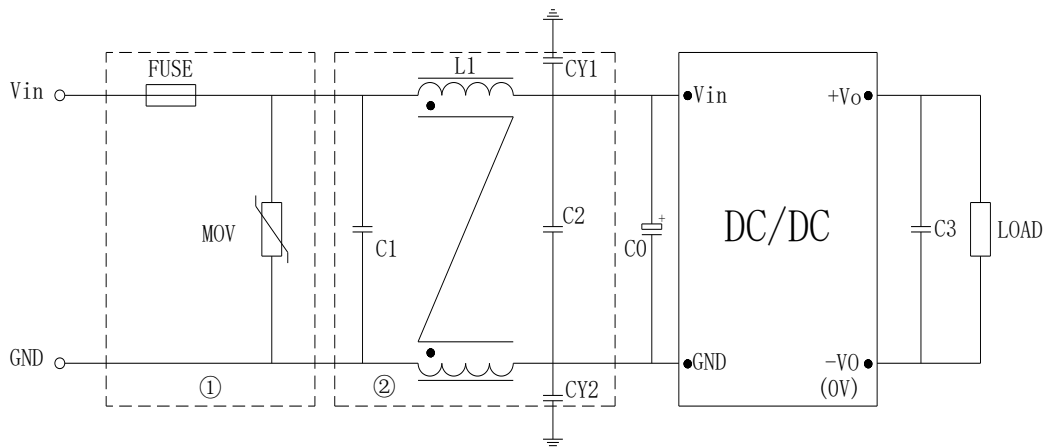 FUSE
L1
CY1
Vin
Vin
+Vo
MOV
C1
C2
+
C0
DC/DC
C3
LOAD
GND
GND
-VO
(0V)
①
②
CY2